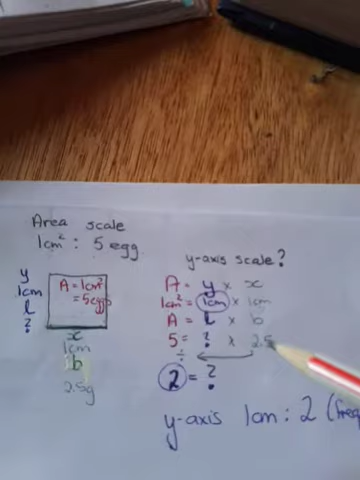 Area scale
1cm² : 5 egg
y-axis scale?
y
1cm
l
?
A = 1cm²
= 5egg
x
1cm
b
2.5g
A = y × x
1cm² = 1cm × 1cm
A = l × b
5 = ? × 2.5
÷
2 = ?
y-axis 1cm : 2 (freq